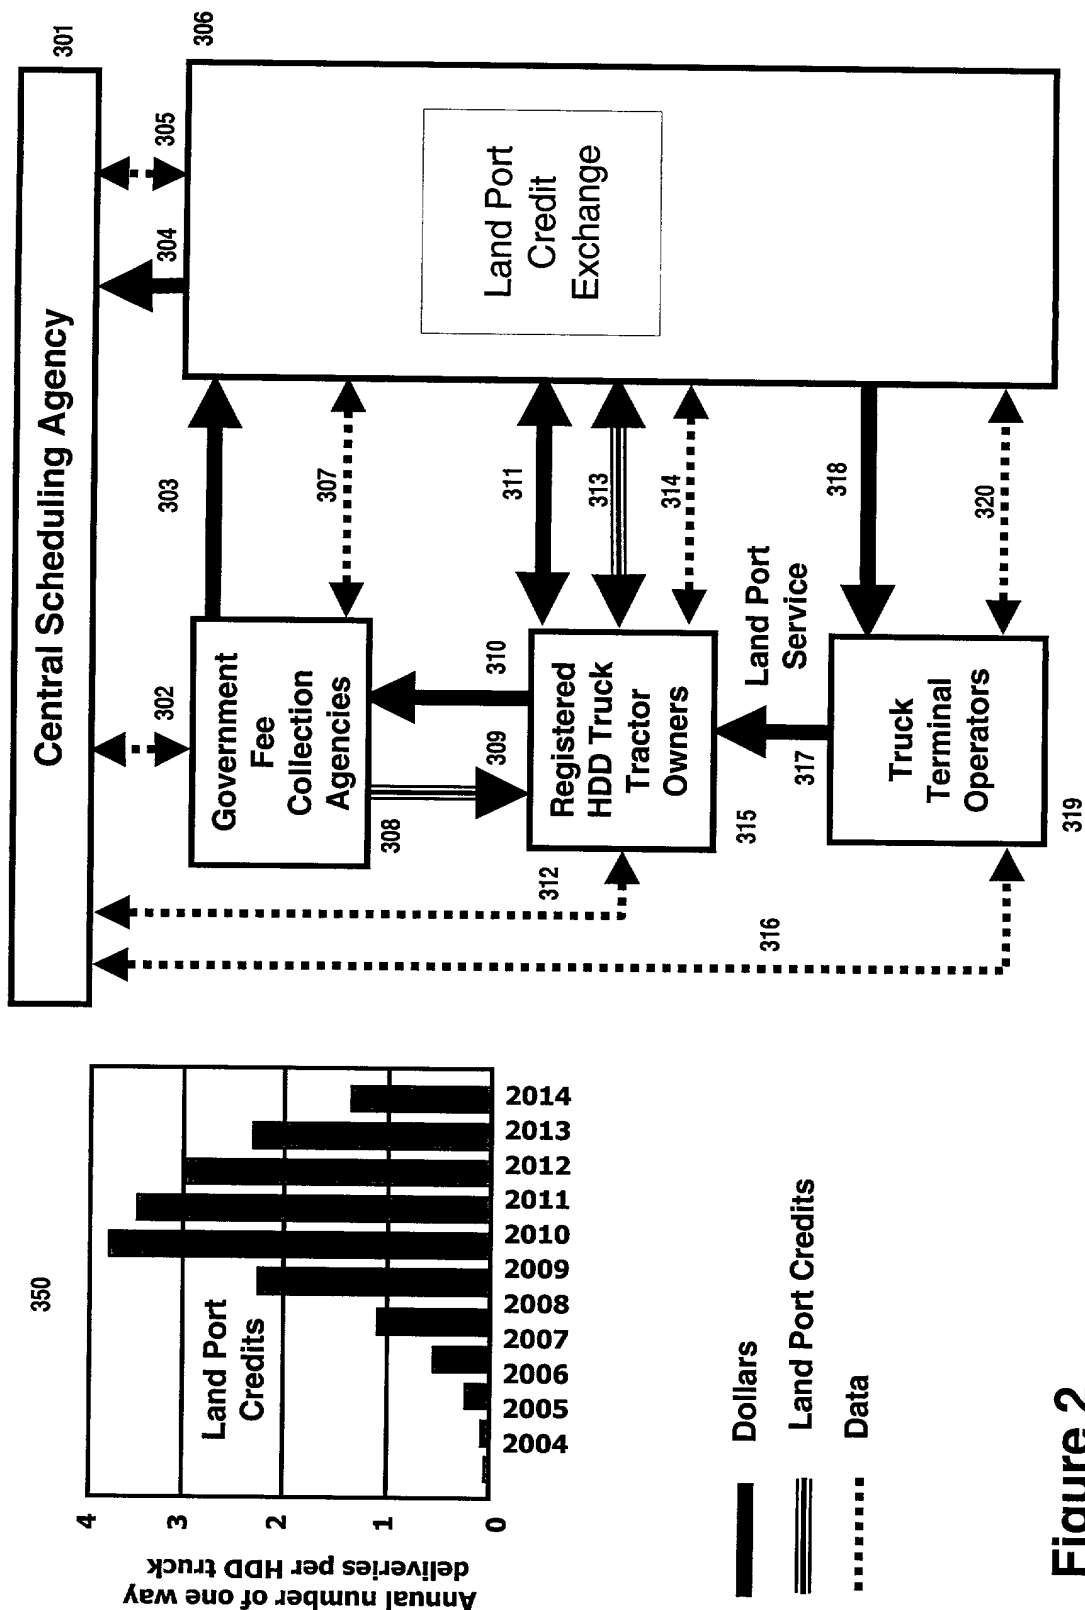 Central Scheduling Agency
301
302
304
305
306
Government
Fee
Collection
Agencies
303
307
308
309
310
Land Port
Credit
Exchange
311
312
313
314
Registered
HDD Truck
Tractor
Owners
315
316
317
Land Port
Service
318
Truck
Terminal
Operators
319
320
350
Annual number of one way
deliveries per HDD truck
4
3
2
1
0
Land Port
Credits
2004
2005
2006
2007
2008
2009
2010
2011
2012
2013
2014
Dollars
Land Port Credits
Data
Figure 2